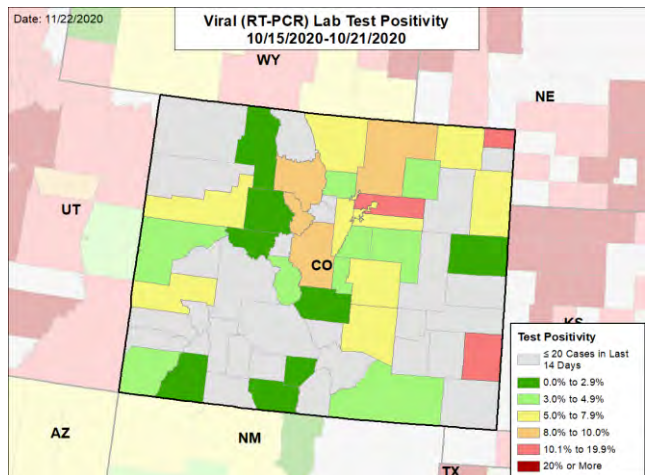 Date: 11/22/2020
Viral (RT-PCR) Lab Test Positivity
10/15/2020-10/21/2020
WY
NE
UT
CO
KS
Test Positivity
≤ 20 Cases in Last
14 Days
0.0% to 2.9%
3.0% to 4.9%
5.0% to 7.9%
8.0% to 10.0%
10.1% to 19.9%
20% or More
AZ
NM
TX